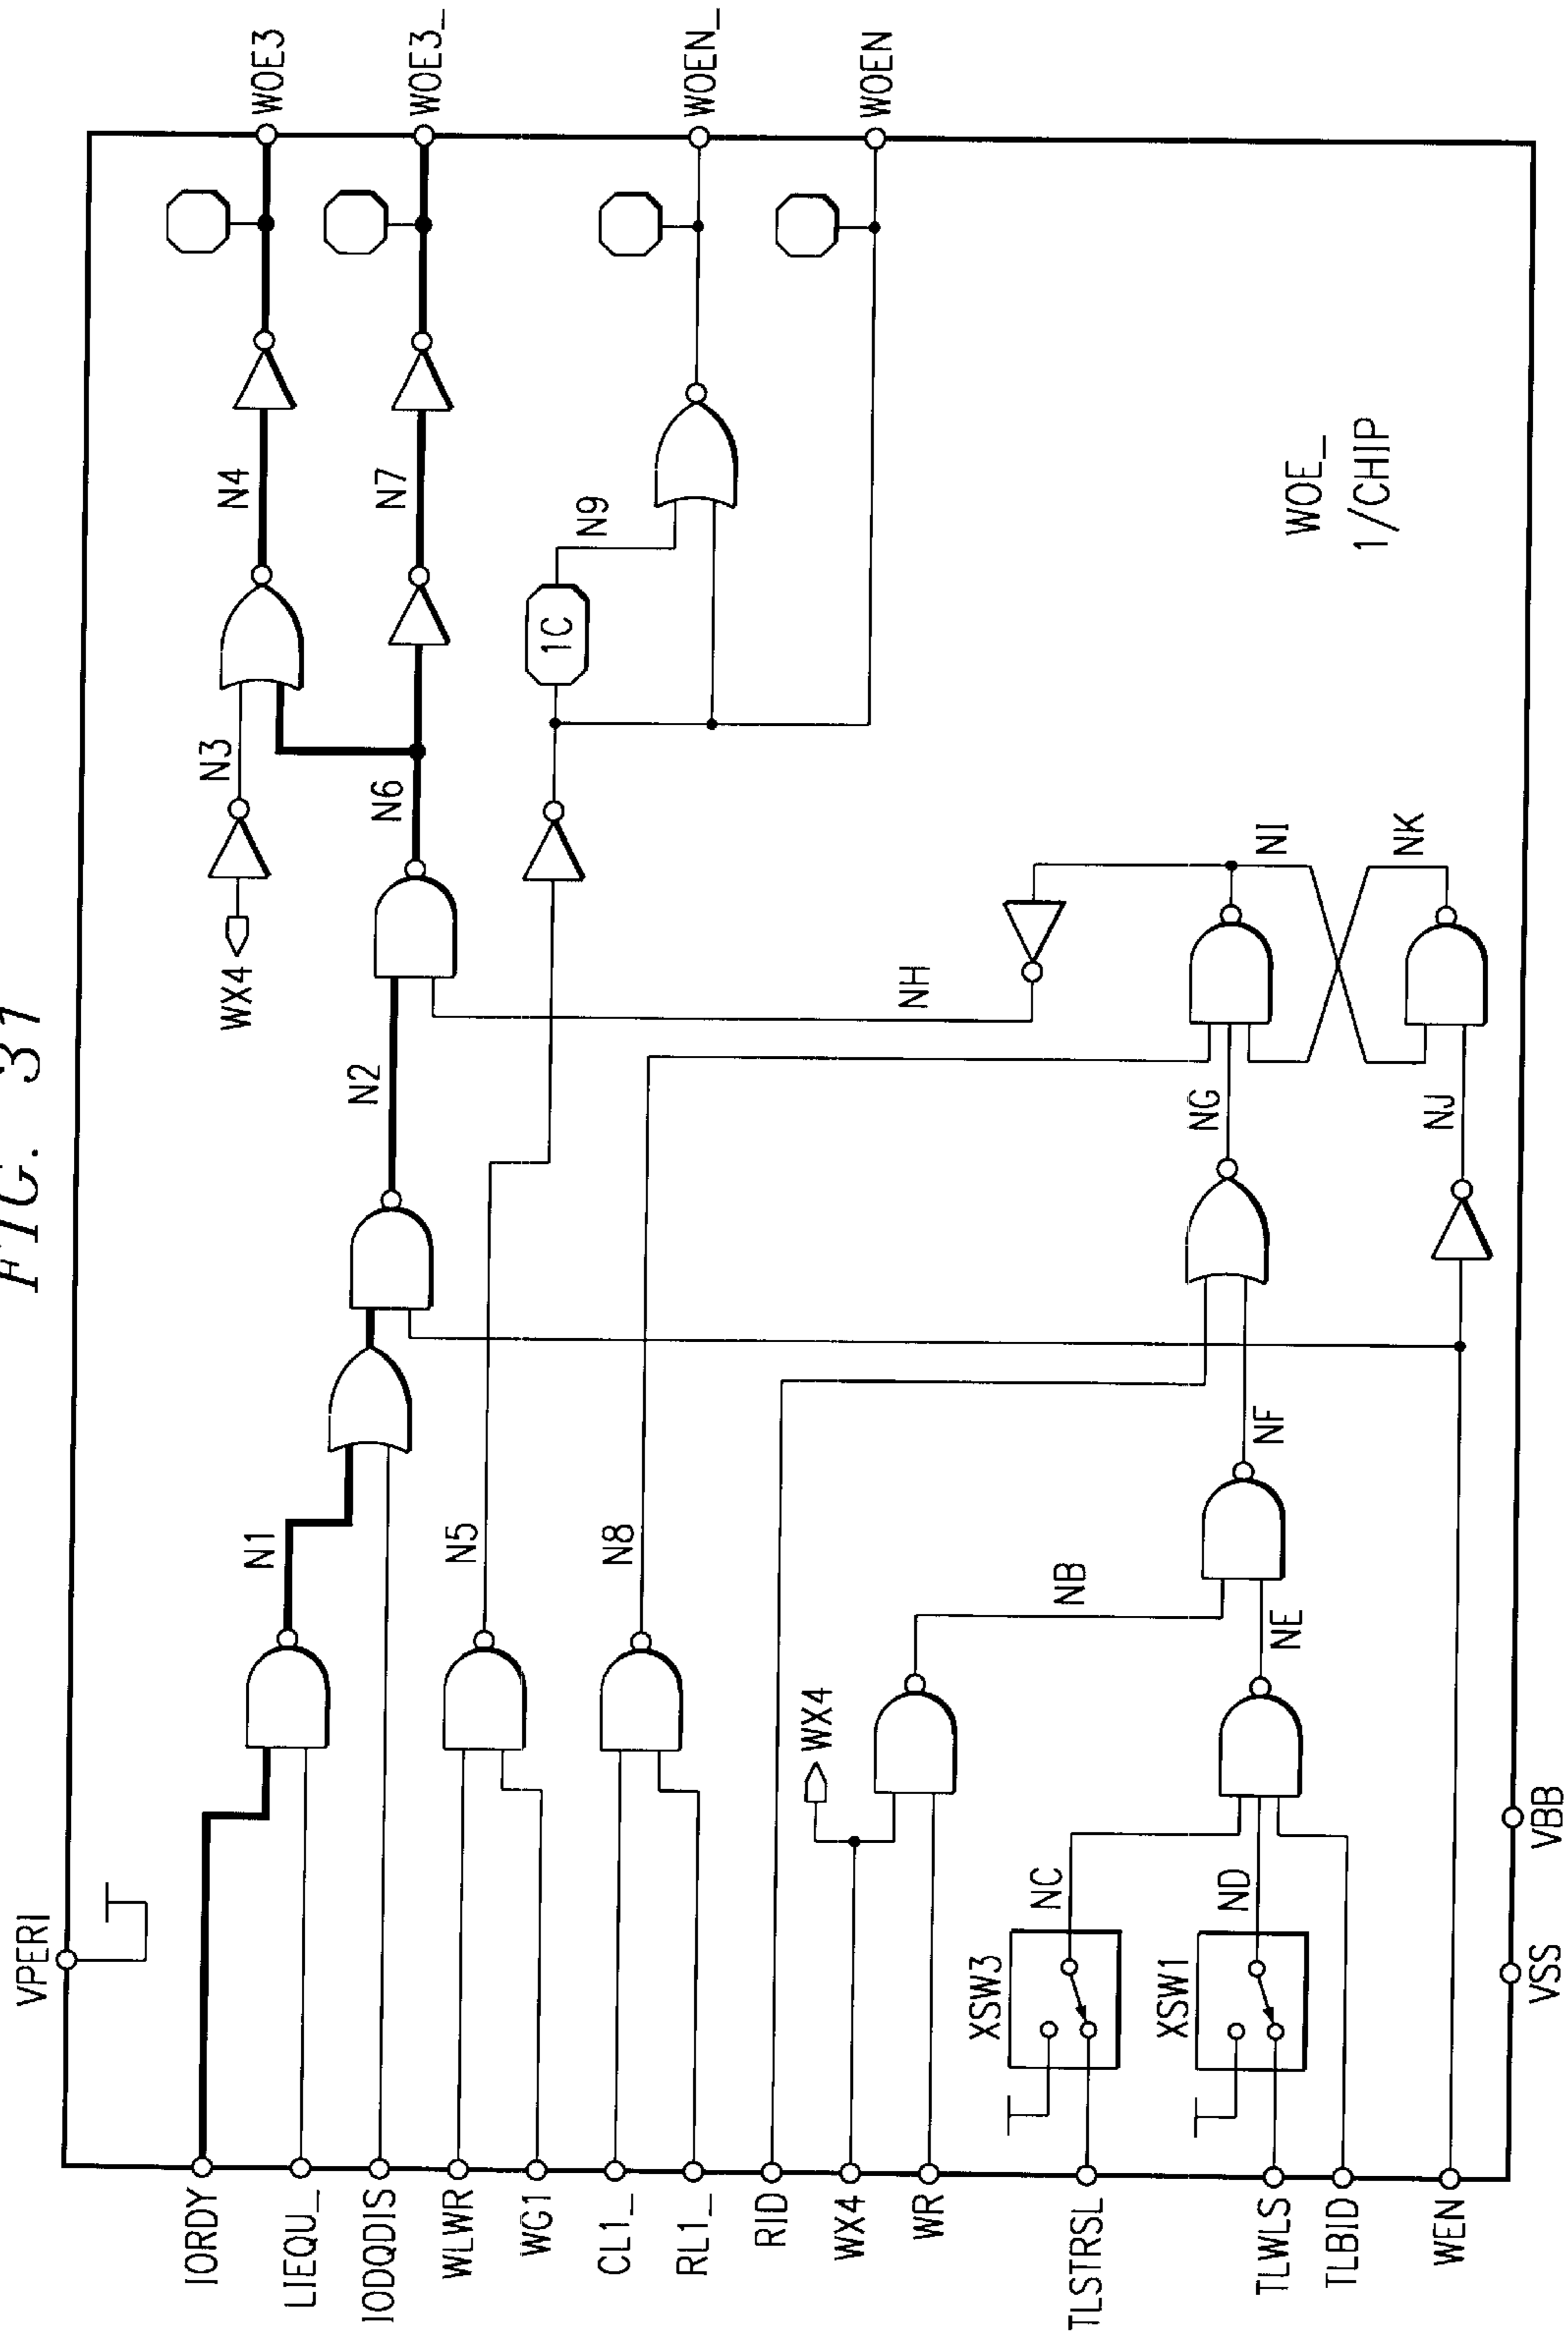 FIG. 31
VPERI
IORDY
LIEQU_
IODQDIS
WLWR
WG1
CL1_
RL1_
RID
WX4
WR
TLSTRSL
TLWLS
TLBID
WEN
VSS
VBB
N1
N2
WX4
N3
N4
N5
N6
N7
N8
1C
N9
WX4
NB
XSW3
NC
XSW1
ND
NE
NF
NG
NH
NI
NJ
NK
WOE3
WOE3_
WOEN_
WOEN
WOE_
1/CHIP